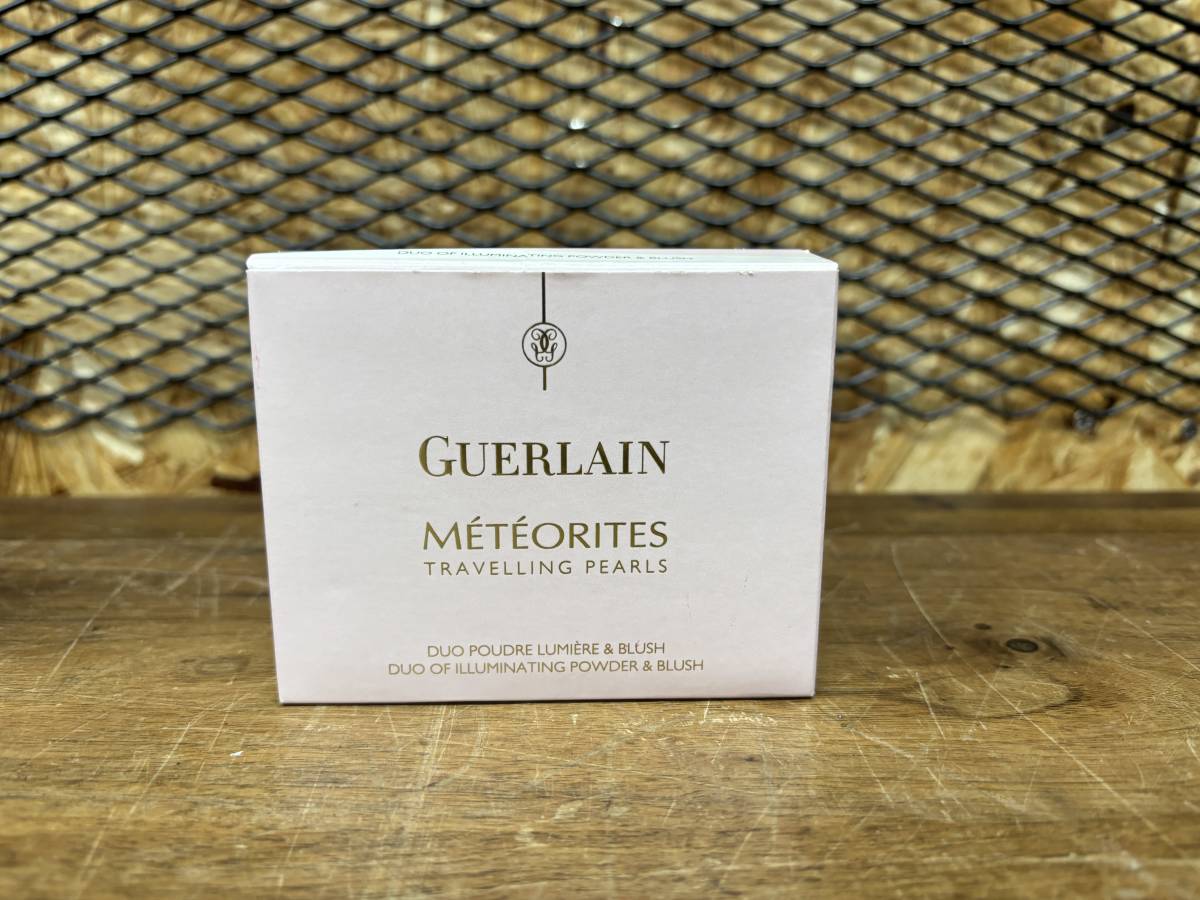 DUO OF ILLUMINATING POWDER & BLUSH
GUERLAIN
MÉTÉORITES
TRAVELLING PEARLS
DUO POUDRE LUMIÈRE & BLUSH
DUO OF ILLUMINATING POWDER & BLUSH